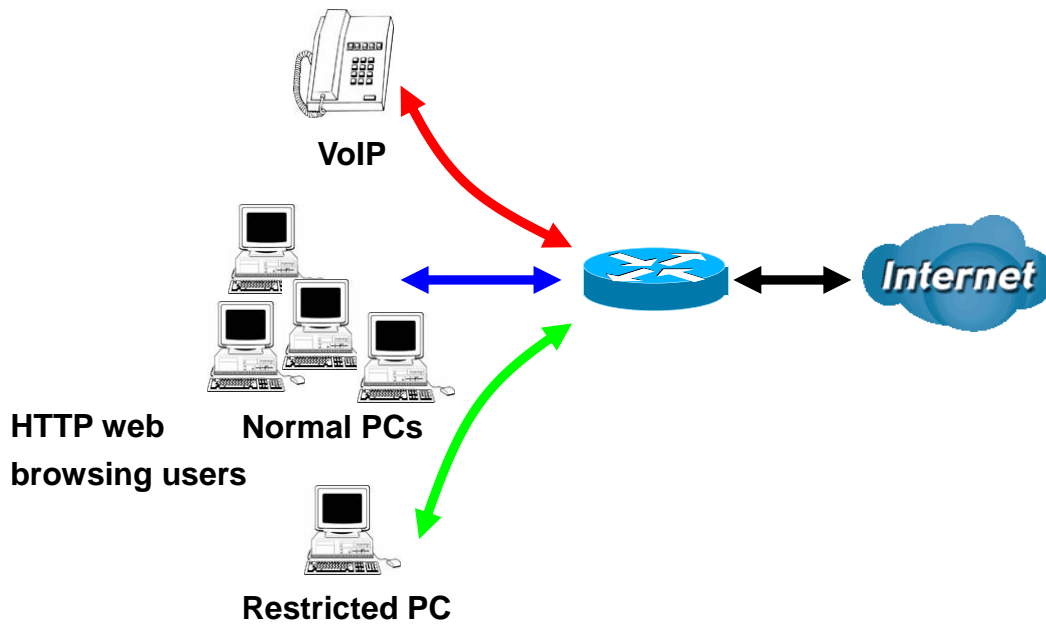 VoIP
Internet
HTTP web
browsing users
Normal PCs
Restricted PC